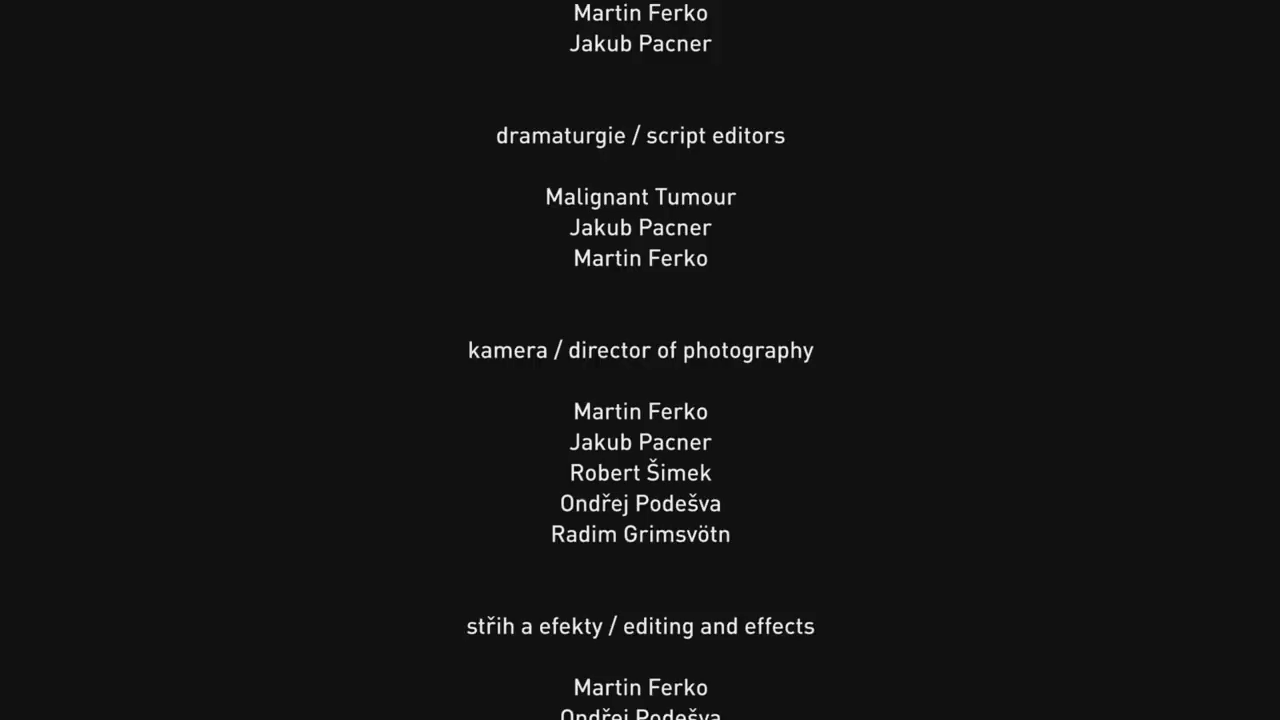 Martin Ferko
Jakub Pacner
dramaturgie / script editors
Malignant Tumour
Jakub Pacner
Martin Ferko
kamera / director of photography
Martin Ferko
Jakub Pacner
Robert Šimek
Ondřej Podešva
Radim Grimsvötn
střih a efekty / editing and effects
Martin Ferko
Ondřej Podešva